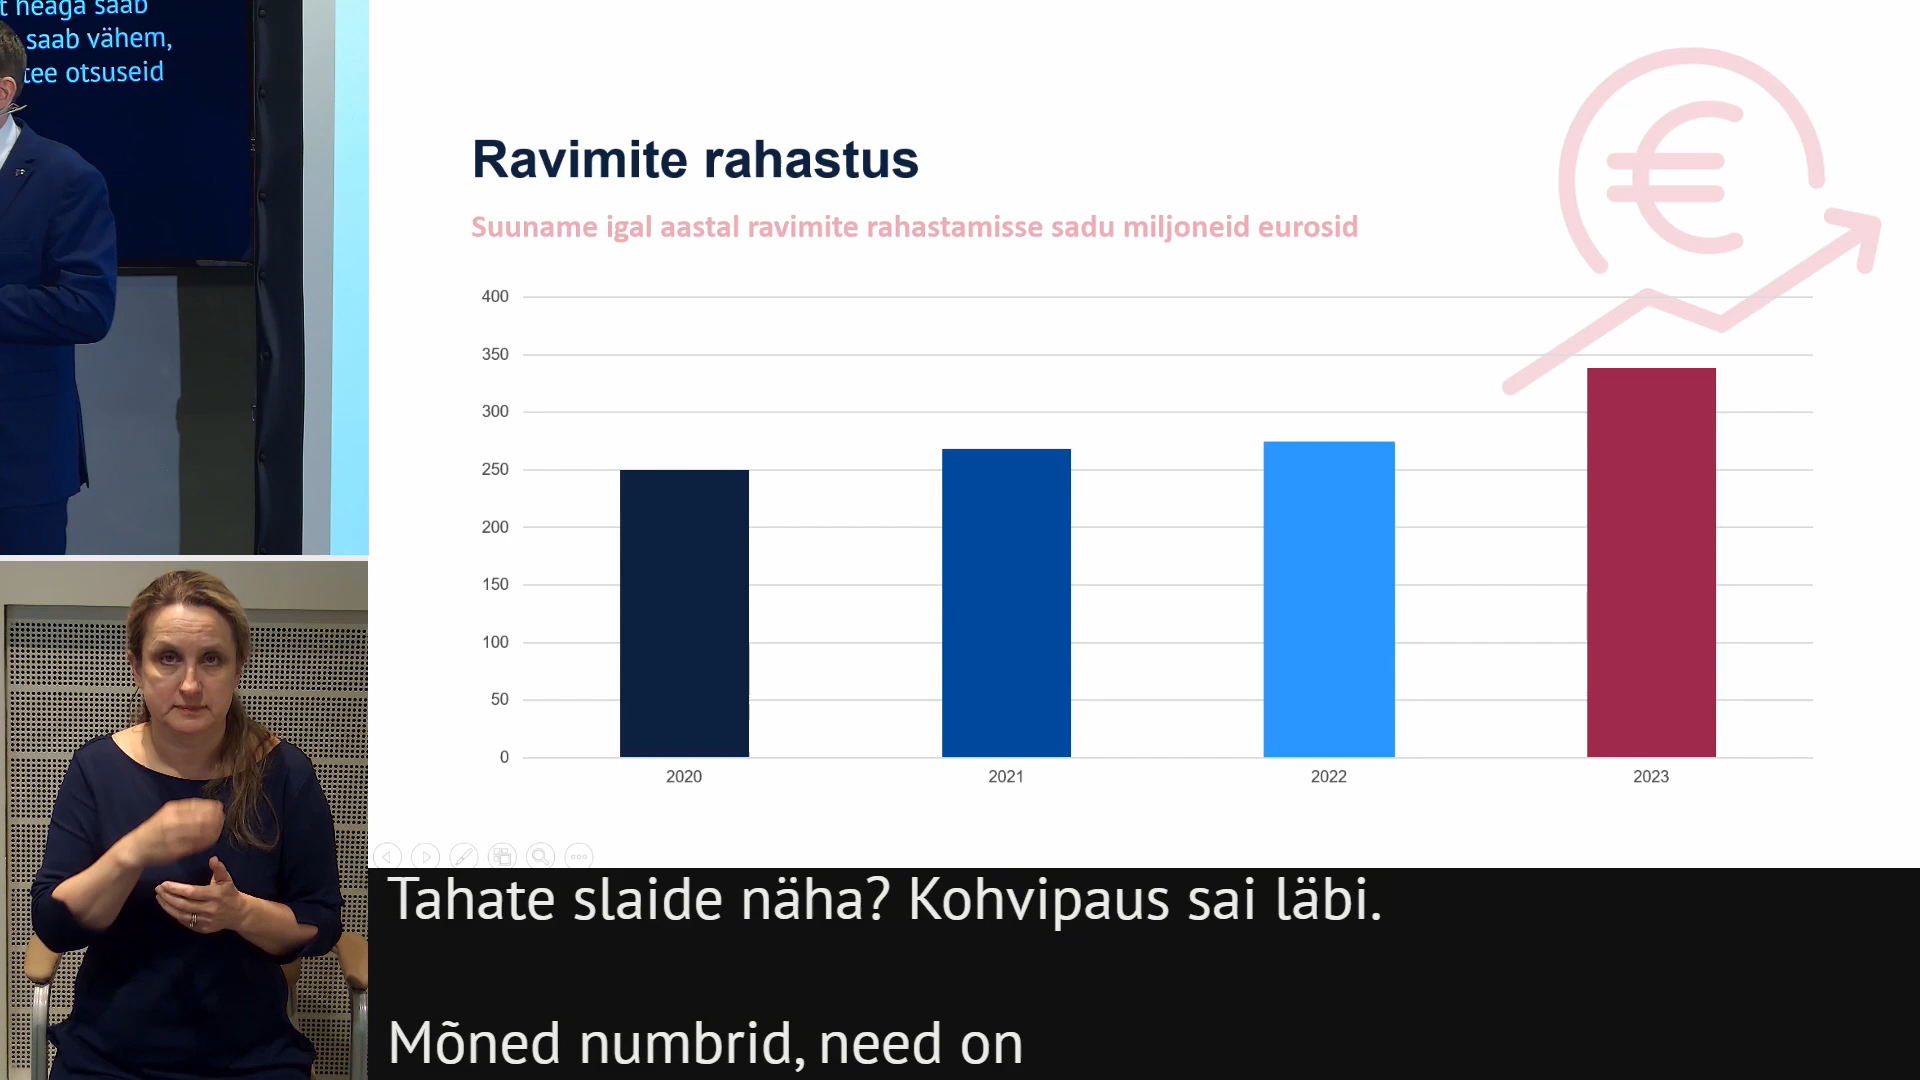 heaga saab
saab vähem,
tee otsuseid
Ravimite rahastus
Suuname igal aastal ravimite rahastamisse sadu miljoneid eurosid
400
350
300
250
200
150
100
50
0
2020
2021
2022
2023
Tahate slaide näha? Kohvipaus sai läbi.
Mõned numbrid, need on